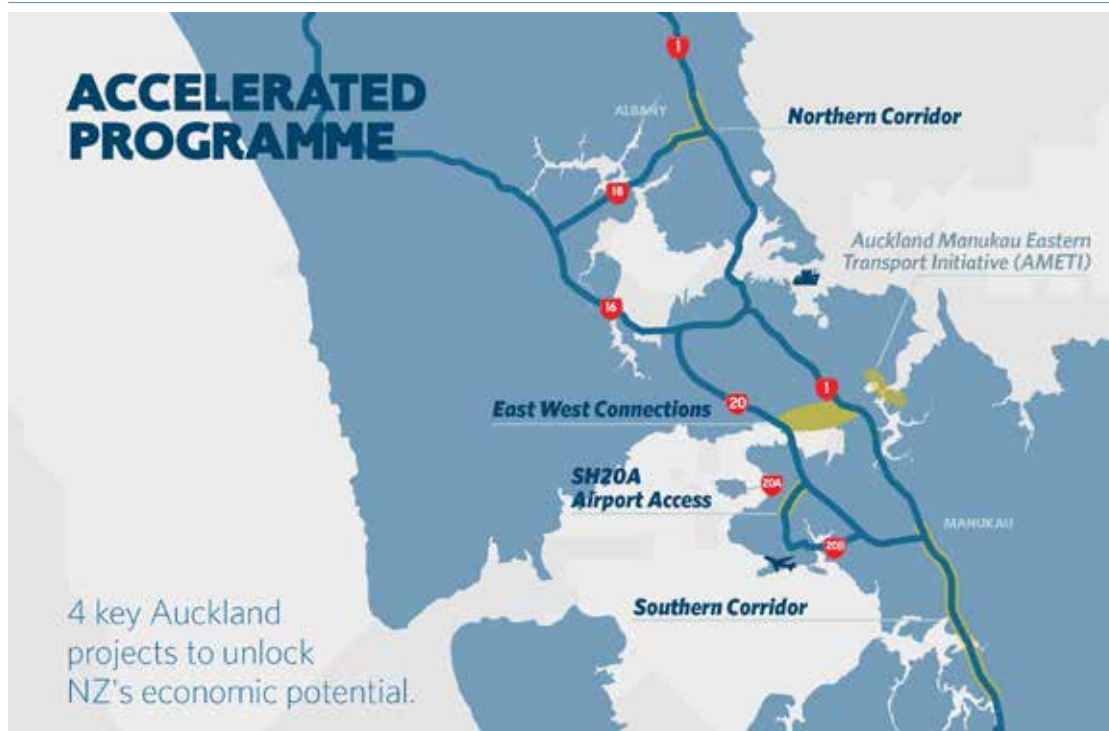 ACCELERATED
PROGRAMME
1
ALBANY
Northern Corridor
18
Auckland Manukau Eastern
Transport Initiative (AMETI)
16
1
East West Connections
20
SH20A
Airport Access
20A
MANUKAU
20B
Southern Corridor
4 key Auckland
projects to unlock
NZ's economic potential.